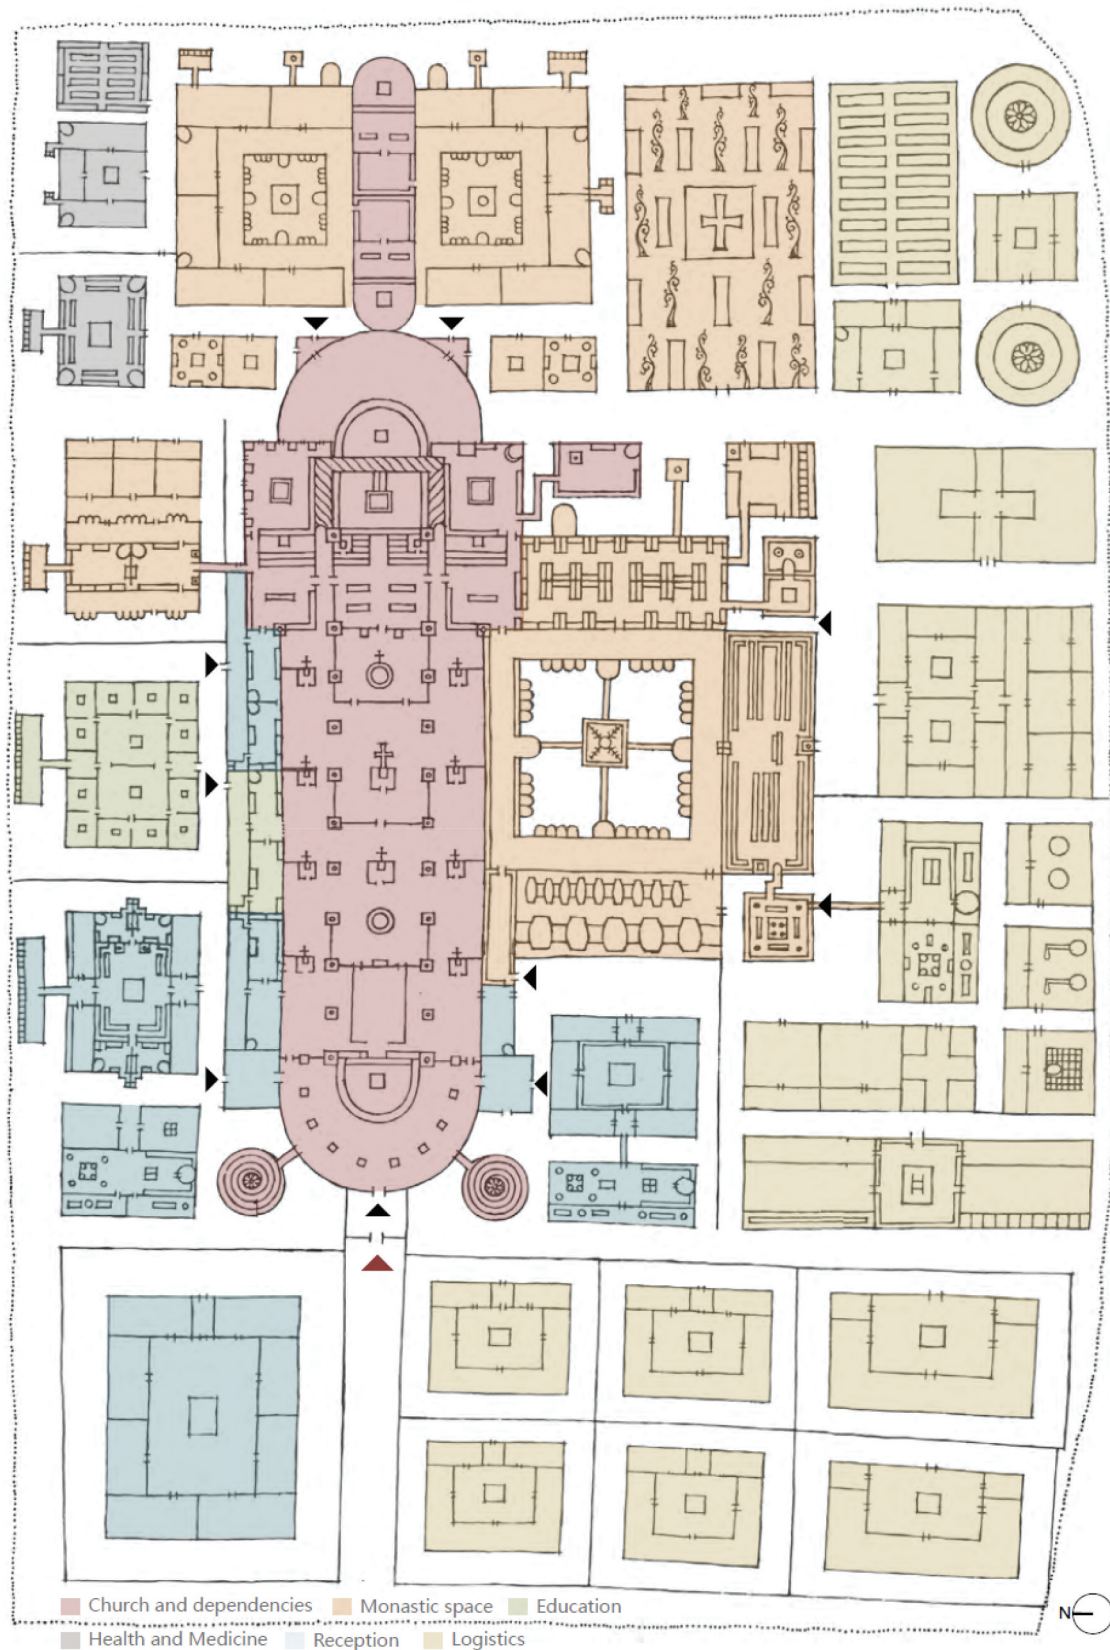 N
Church and dependencies Monastic space Education
Health and Medicine Reception Logistics